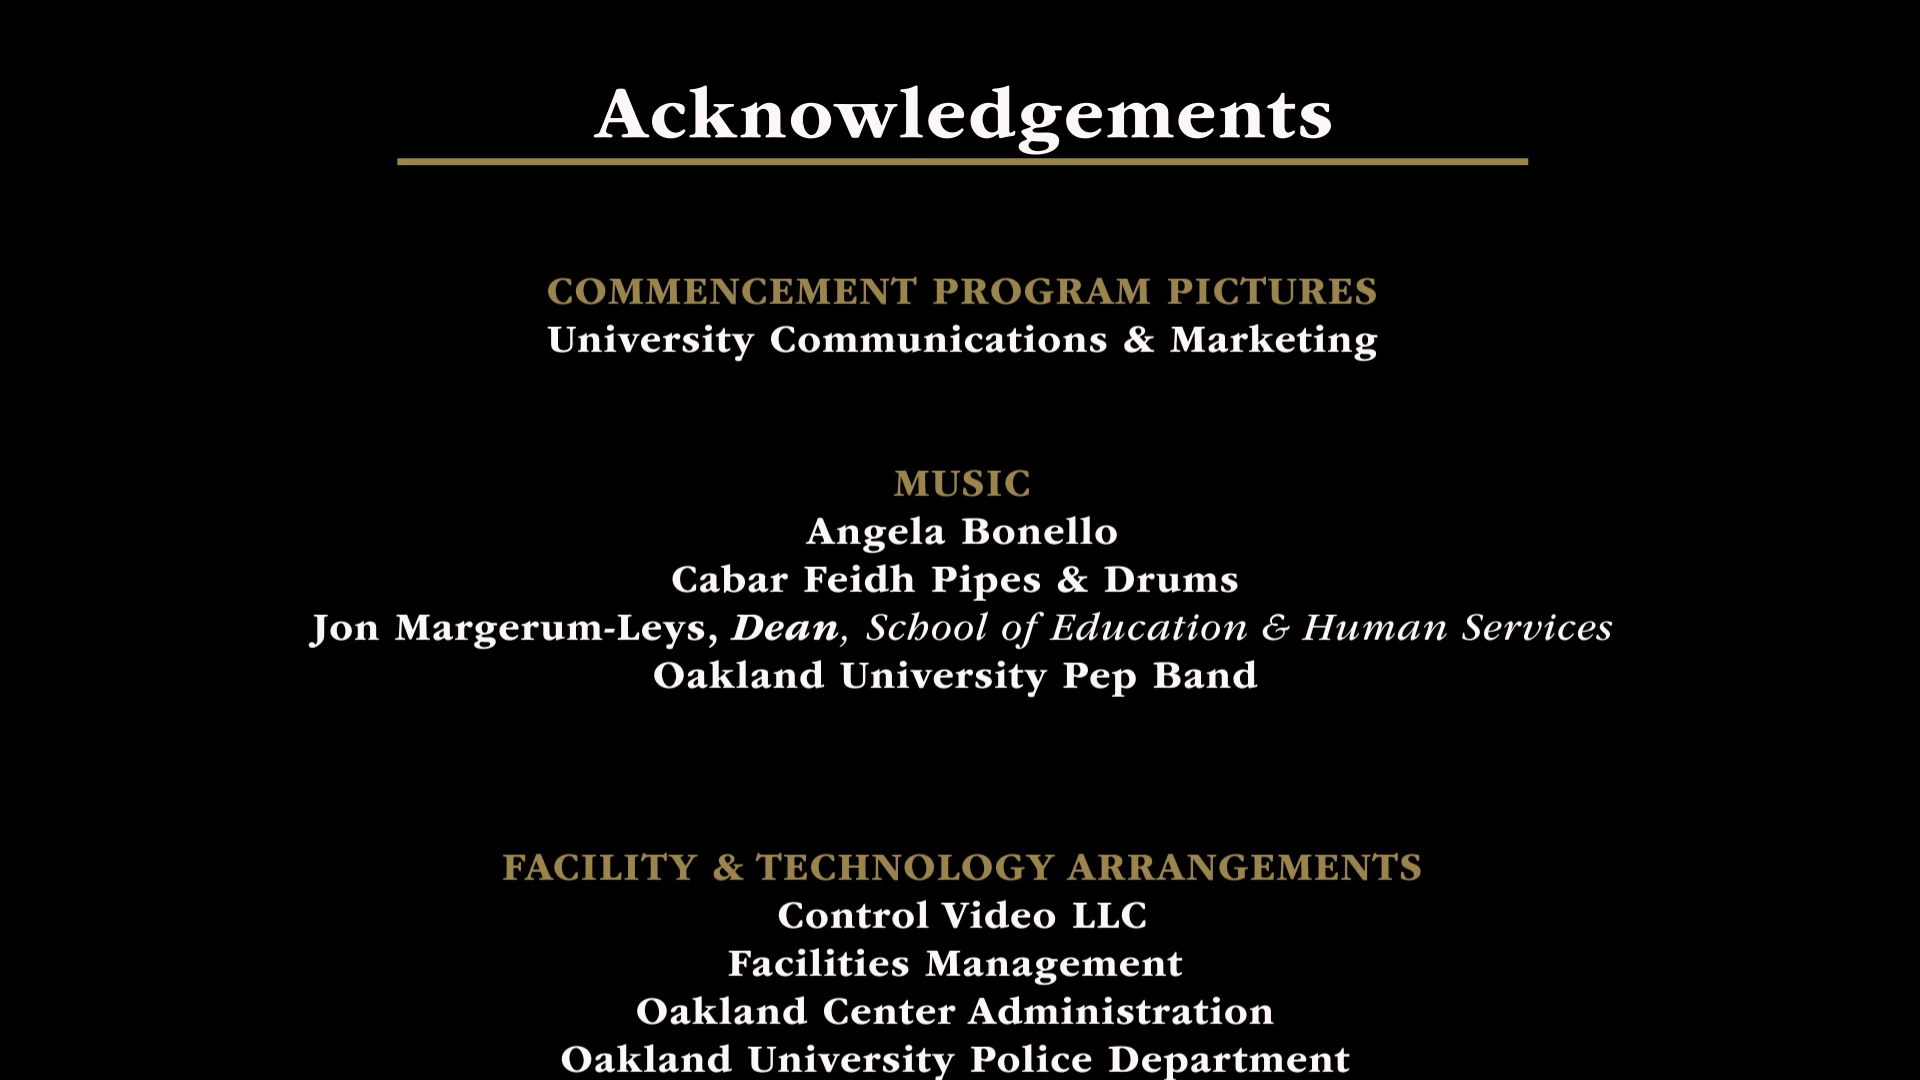 Acknowledgements
COMMENCEMENT PROGRAM PICTURES
University Communications & Marketing
MUSIC
Angela Bonello
Cabar Feidh Pipes & Drums
Jon Margerum-Leys, Dean, School of Education & Human Services
Oakland University Pep Band
FACILITY & TECHNOLOGY ARRANGEMENTS
Control Video LLC
Facilities Management
Oakland Center Administration
Oakland University Police Department